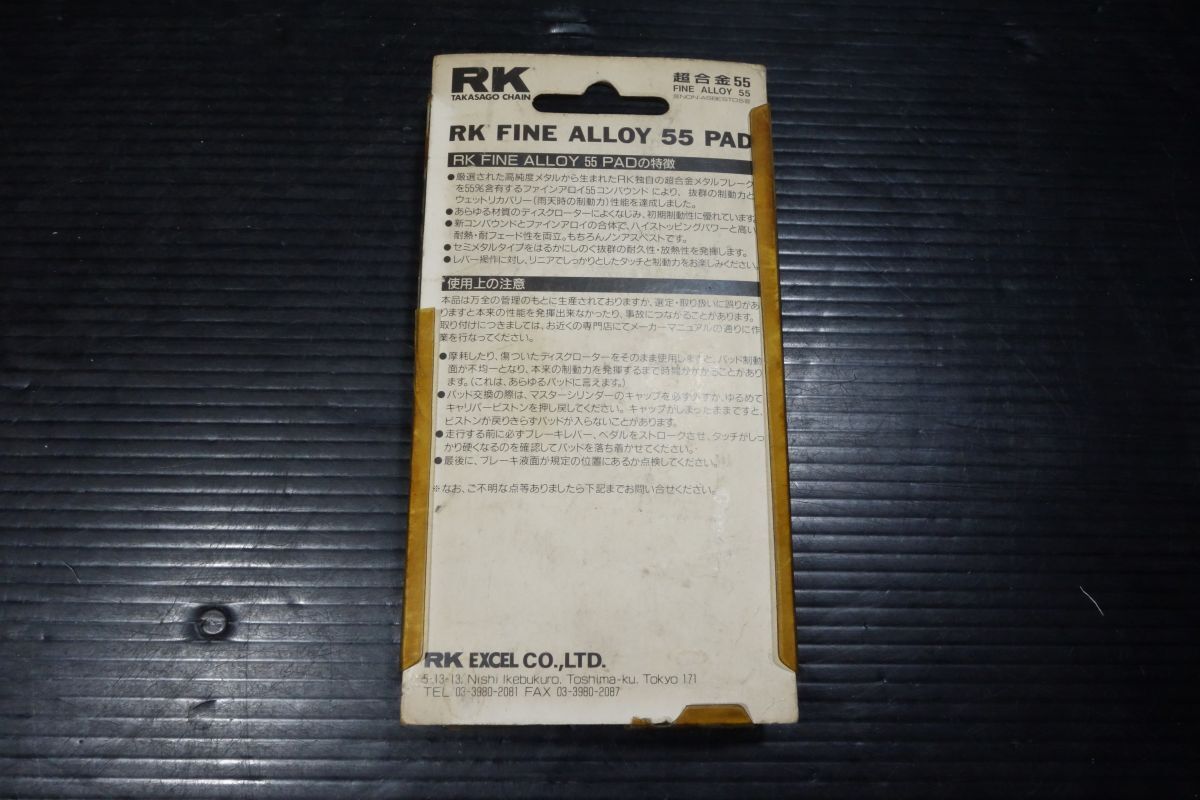 RK
TAKASAGO CHAIN
超合金55
FINE ALLOY 55
※NON-ASBESTOS※
RK FINE ALLOY 55 PAD
RK FINE ALLOY 55 PADの特徴
●厳選された高純度メタルから生まれたRK独自の超合金メタルフレーク
を55%含有するファインアロイ55コンパウンドにより、抜群の制動力と
ウェットリカバリー(雨天時の制動力)性能を達成しました。
●あらゆる材質のディスクローターによくなじみ、初期制動性に優れています。
●新コンパウンドとファインアロイの合体で、ハイストッピングパワーと高い
耐熱・耐フェード性を両立。もちろんノンアスベストです。
●セミメタルタイプをはるかにしのぐ抜群の耐久性・放熱性を発揮します。
●レバー操作に対し、リニアでしっかりとしたタッチと制動力をお楽しみください。
使用上の注意
本品は万全の管理のもとに生産されておりますが、選定・取り扱いに誤りがあ
りますと本来の性能を発揮出来なかったり、事故につながることがあります。
取り付けにつきましては、お近くの専門店にてメーカーマニュアルの通りに作
業を行なってください。
●摩耗したり、傷ついたディスクローターをそのまま使用しますと、パッド制動
面が不均一となり、本来の制動力を発揮するまで時間がかかることがあり
ます。(これは、あらゆるパッドに言えます。)
●パッド交換の際は、マスターシリンダーのキャップを必ず外すか、ゆるめて
キャリパーピストンを押し戻してください。キャップがしまったままですと、
ピストンが戻りきらずパッドが入らないことがあります。
●走行する前に必ずブレーキレバー、ペダルをストロークさせ、タッチがしっ
かり硬くなるのを確認してパッドを落ち着かせてください。
●最後に、ブレーキ液面が規定の位置にあるか点検してください。
※なお、ご不明な点等ありましたら下記までお問い合せください。
RK EXCEL CO.,LTD.
5-13-13, Nishi Ikebukuro, Toshima-ku, Tokyo 171
TEL 03-3980-2081 FAX 03-3980-2087